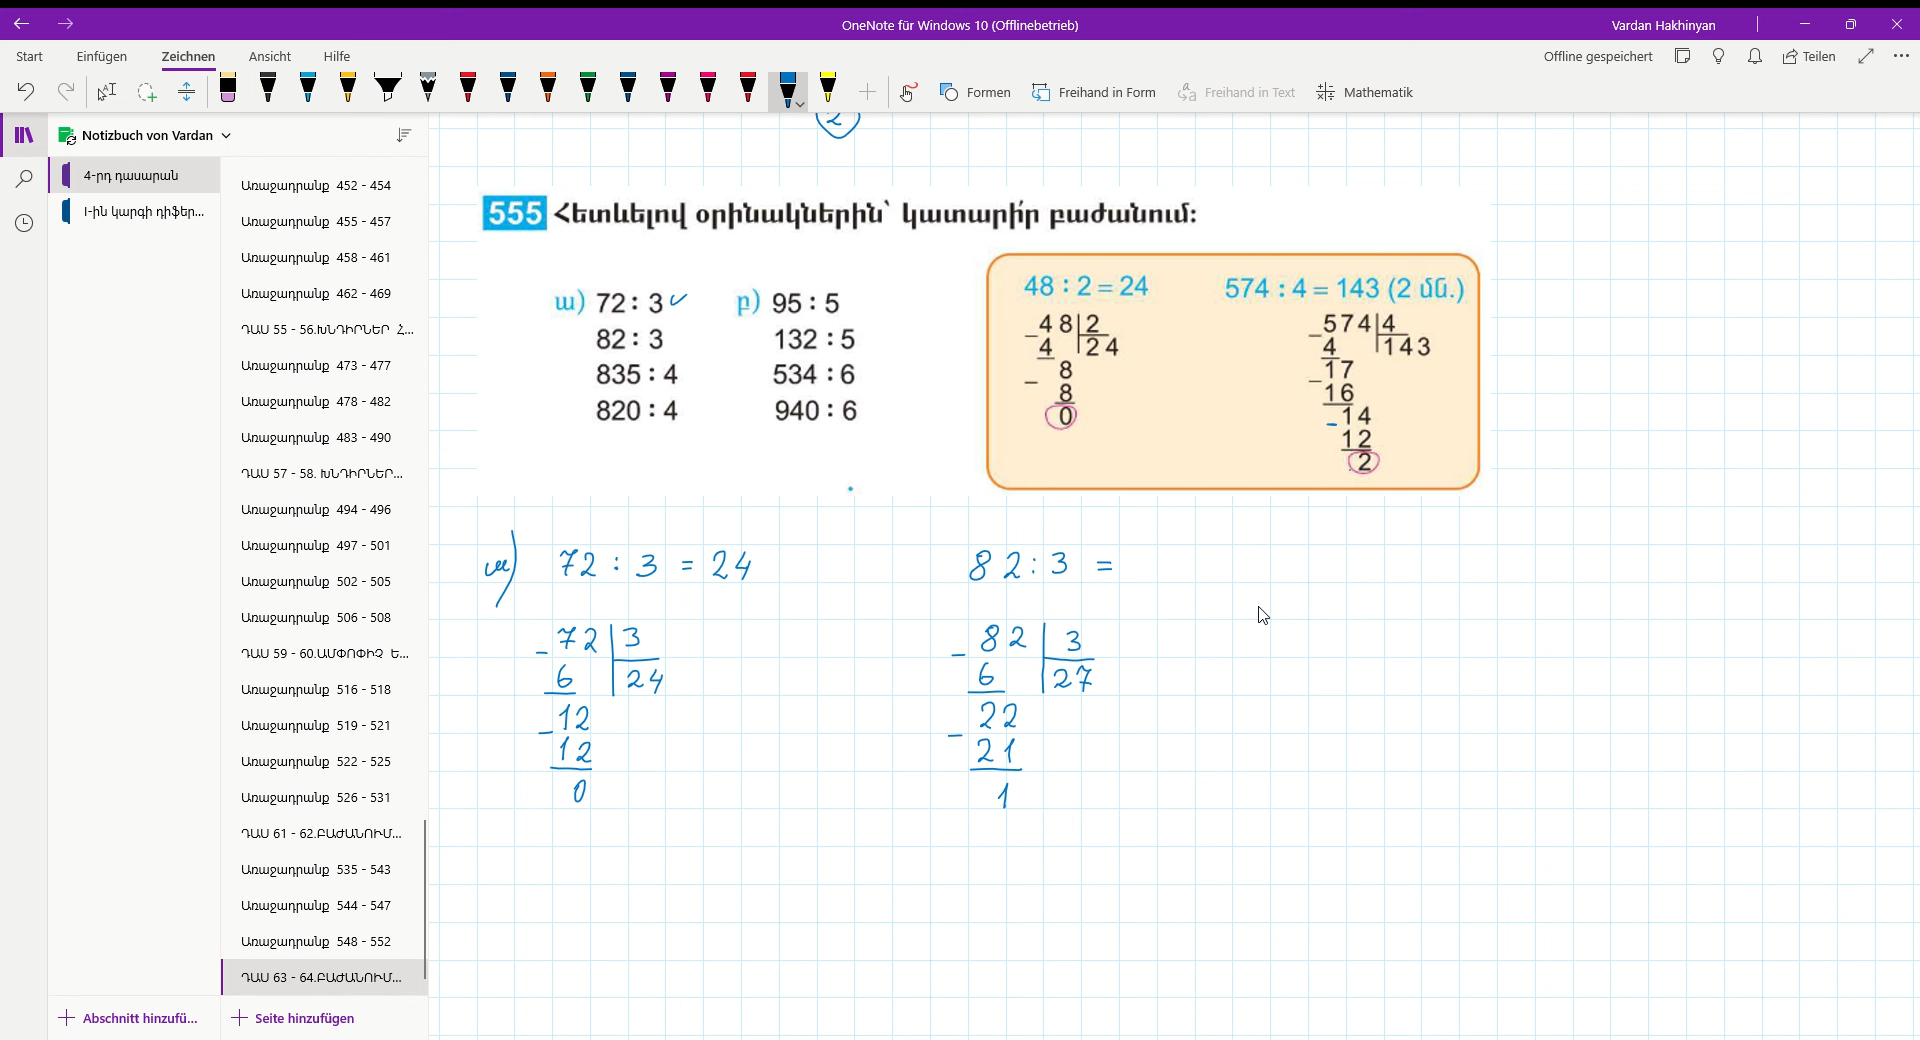 OneNote für Windows 10 (Offlinebetrieb)
Vardan Hakhinyan
Start Einfügen Zeichnen Ansicht Hilfe
Offline gespeichert Teilen
Formen Freihand in Form Freihand in Text Mathematik
Notizbuch von Vardan
4-րդ դասարան
I-ին կարգի դիֆեր...
Առաջադրանք 452 - 454
Առաջադրանք 455 - 457
Առաջադրանք 458 - 461
Առաջադրանք 462 - 469
ԴԱՍ 55 - 56.ԽՆԴԻՐՆԵՐ Հ...
Առաջադրանք 473 - 477
Առաջադրանք 478 - 482
Առաջադրանք 483 - 490
ԴԱՍ 57 - 58. ԽՆԴԻՐՆԵՐ...
Առաջադրանք 494 - 496
Առաջադրանք 497 - 501
Առաջադրանք 502 - 505
Առաջադրանք 506 - 508
ԴԱՍ 59 - 60.ԱՄՓՈՓԻՉ Ե...
Առաջադրանք 516 - 518
Առաջադրանք 519 - 521
Առաջադրանք 522 - 525
Առաջադրանք 526 - 531
ԴԱՍ 61 - 62.ԲԱԺԱՆՈՒՄ...
Առաջադրանք 535 - 543
Առաջադրանք 544 - 547
Առաջադրանք 548 - 552
ԴԱՍ 63 - 64.ԲԱԺԱՆՈՒՄ...
Abschnitt hinzufü...
Seite hinzufügen
2
555 Հետևելով օրինակներին՝ կատարի՛ր բաժանում:
ա) 72 : 3 ✓ բ) 95 : 5
82 : 3 132 : 5
835 : 4 534 : 6
820 : 4 940 : 6
48 : 2 = 24 574 : 4 = 143 (2 մն.)
- 48 | 2 - 574 | 4
4 | 24 4 | 143
8 17
- 8 - 16
0 - 14
12
2
ա) 72 : 3 = 24 82 : 3 =
- 72 | 3 - 82 | 3
6 | 24 6 | 27
- 12 - 22
12 21
0 1